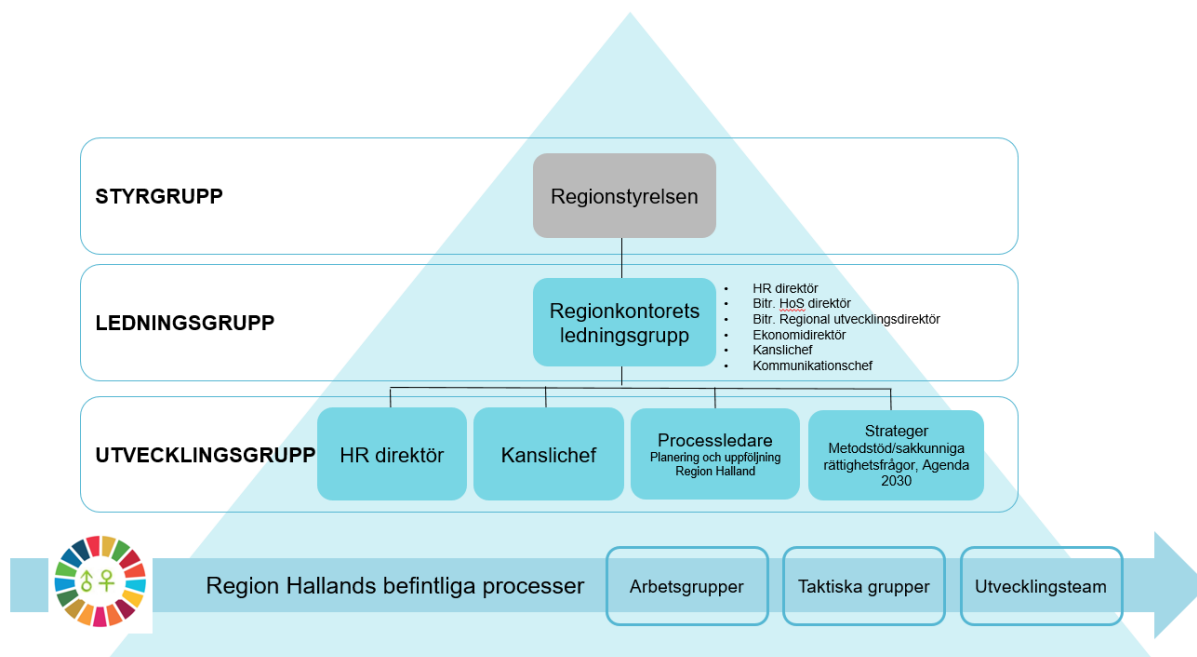 STYRGRUPP
Regionstyrelsen
LEDNINGSGRUPP
Regionkontorets
ledningsgrupp
• HR direktör
• Bitr. HoS direktör
• Bitr. Regional utvecklingsdirektör
• Ekonomidirektör
• Kanslichef
• Kommunikationschef
UTVECKLINGSGRUPP
HR direktör
Kanslichef
Processledare
Planering och uppföljning
Region Halland
Strateger
Metodstöd/sakkunniga
rättighetsfrågor, Agenda
2030
Region Hallands befintliga processer
Arbetsgrupper
Taktiska grupper
Utvecklingsteam